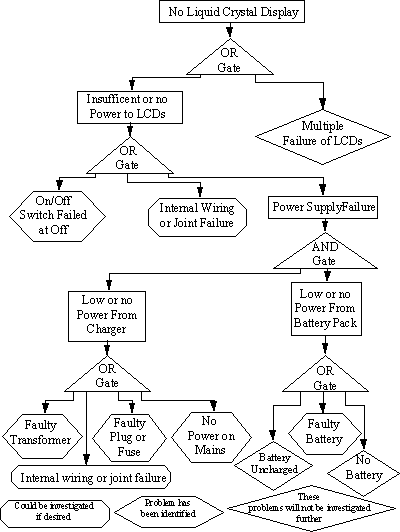 No Liquid Crystal Display
OR
Gate
Insufficent or no
Power to LCDs
Multiple
Failure of LCDs
OR
Gate
On/Off
Switch Failed
at Off
Internal Wiring
or Joint Failure
Power SupplyFailure
AND
Gate
Low or no
Power From
Charger
Low or no
Power From
Battery Pack
OR
Gate
OR
Gate
Faulty
Transformer
Faulty
Plug or
Fuse
No
Power on
Mains
Battery
Uncharged
Faulty
Battery
No
Battery
Internal wiring or joint failure
Could be investigated
if desired
Problem has
been identified
These
problems will not be investigated
further